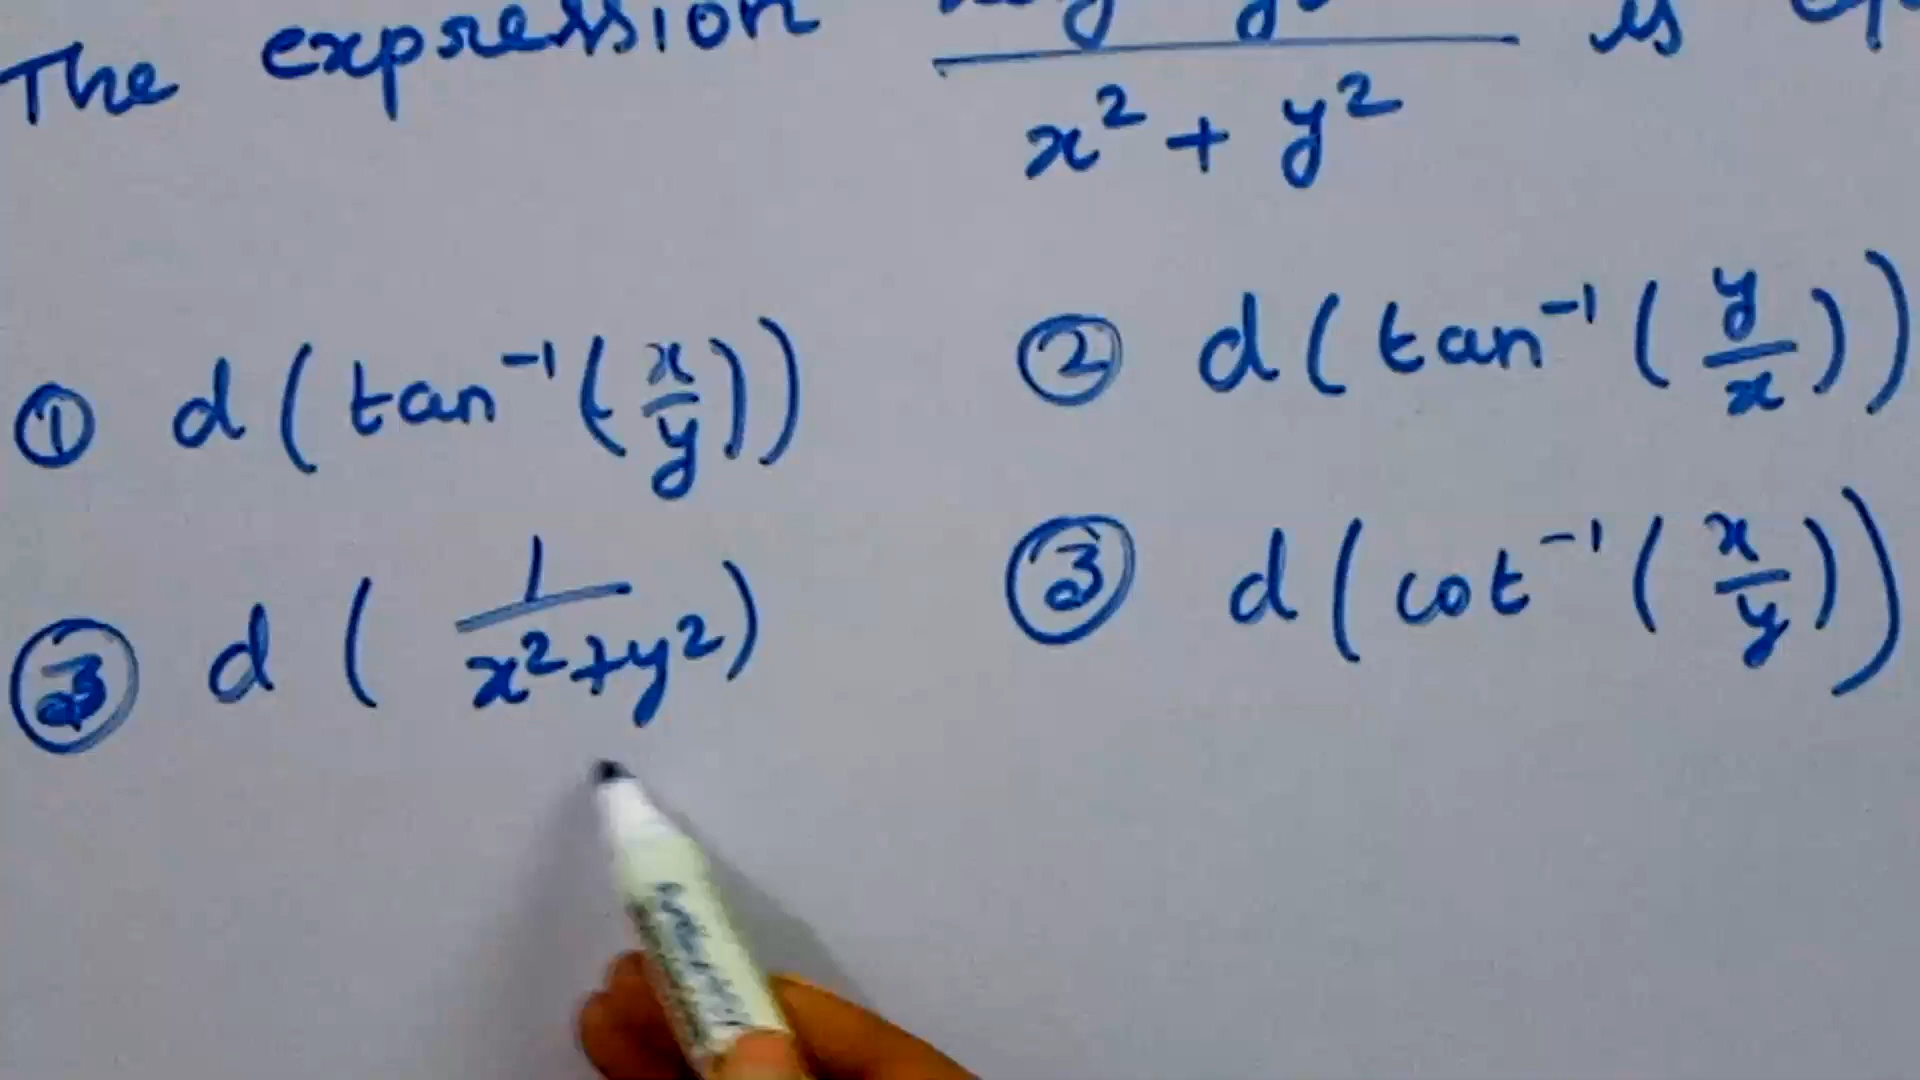 The expression is
x² + y²
① d(tan⁻¹(x/y)) ② d(tan⁻¹(y/x))
③ d(1/x²+y²) ③ d(cot⁻¹(x/y))